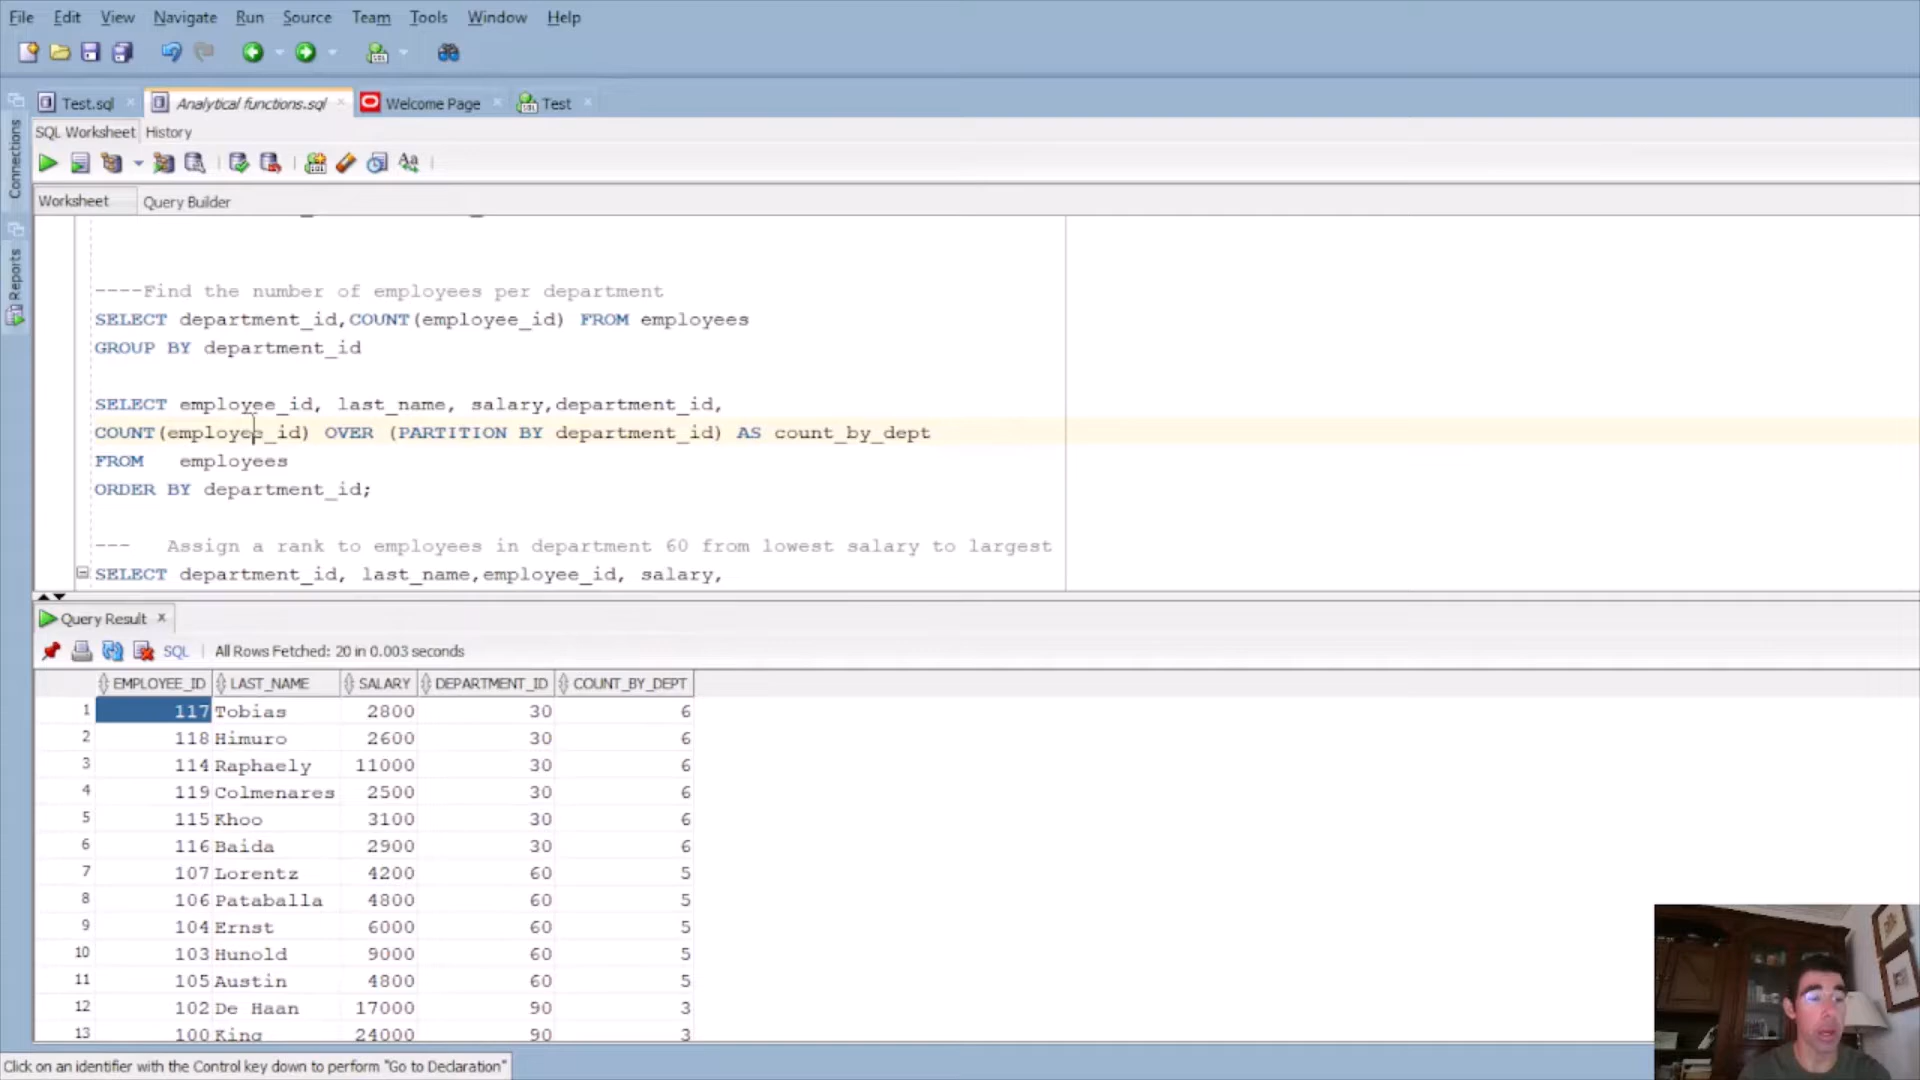 File Edit View Navigate Run Source Team Tools Window Help
Test.sql Analytical functions.sql Welcome Page Test
SQL Worksheet History
Worksheet Query Builder
Connections
Reports
----Find the number of employees per department
SELECT department_id,COUNT(employee_id) FROM employees
GROUP BY department_id
SELECT employee_id, last_name, salary,department_id,
COUNT(employee_id) OVER (PARTITION BY department_id) AS count_by_dept
FROM employees
ORDER BY department_id;
--- Assign a rank to employees in department 60 from lowest salary to largest
SELECT department_id, last_name,employee_id, salary,
Query Result
SQL All Rows Fetched: 20 in 0.003 seconds
EMPLOYEE_ID LAST_NAME SALARY DEPARTMENT_ID COUNT_BY_DEPT
1 117 Tobias 2800 30 6
2 118 Himuro 2600 30 6
3 114 Raphaely 11000 30 6
4 119 Colmenares 2500 30 6
5 115 Khoo 3100 30 6
6 116 Baida 2900 30 6
7 107 Lorentz 4200 60 5
8 106 Pataballa 4800 60 5
9 104 Ernst 6000 60 5
10 103 Hunold 9000 60 5
11 105 Austin 4800 60 5
12 102 De Haan 17000 90 3
13 100 King 24000 90 3
Click on an identifier with the Control key down to perform "Go to Declaration"